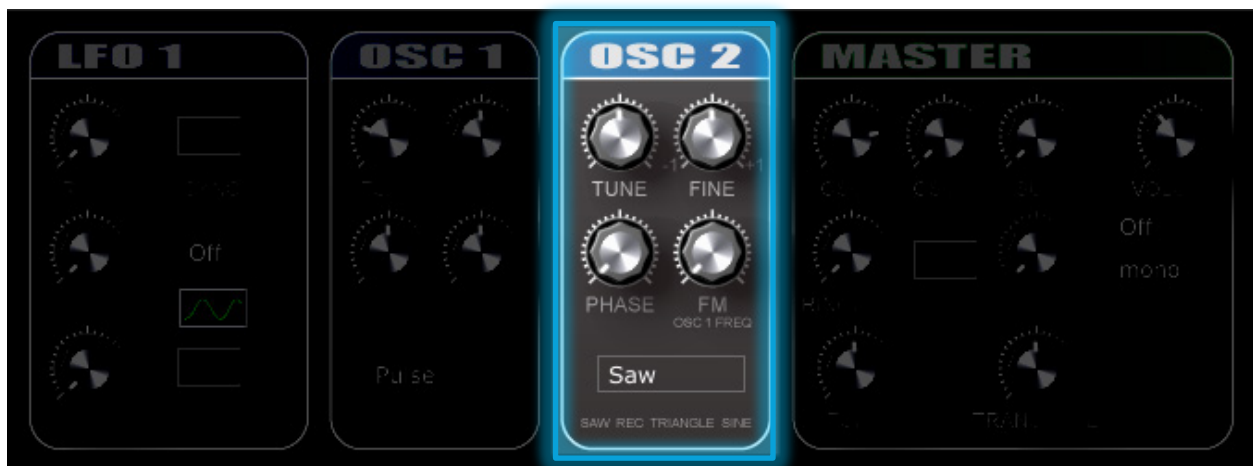 LFO 1
OSC 1
OSC 2
MASTER
-1 +1
TUNE FINE
Off
Off
mono
PHASE FM
OSC 1 FREQ
Pulse
Saw
SAW REC TRIANGLE SINE